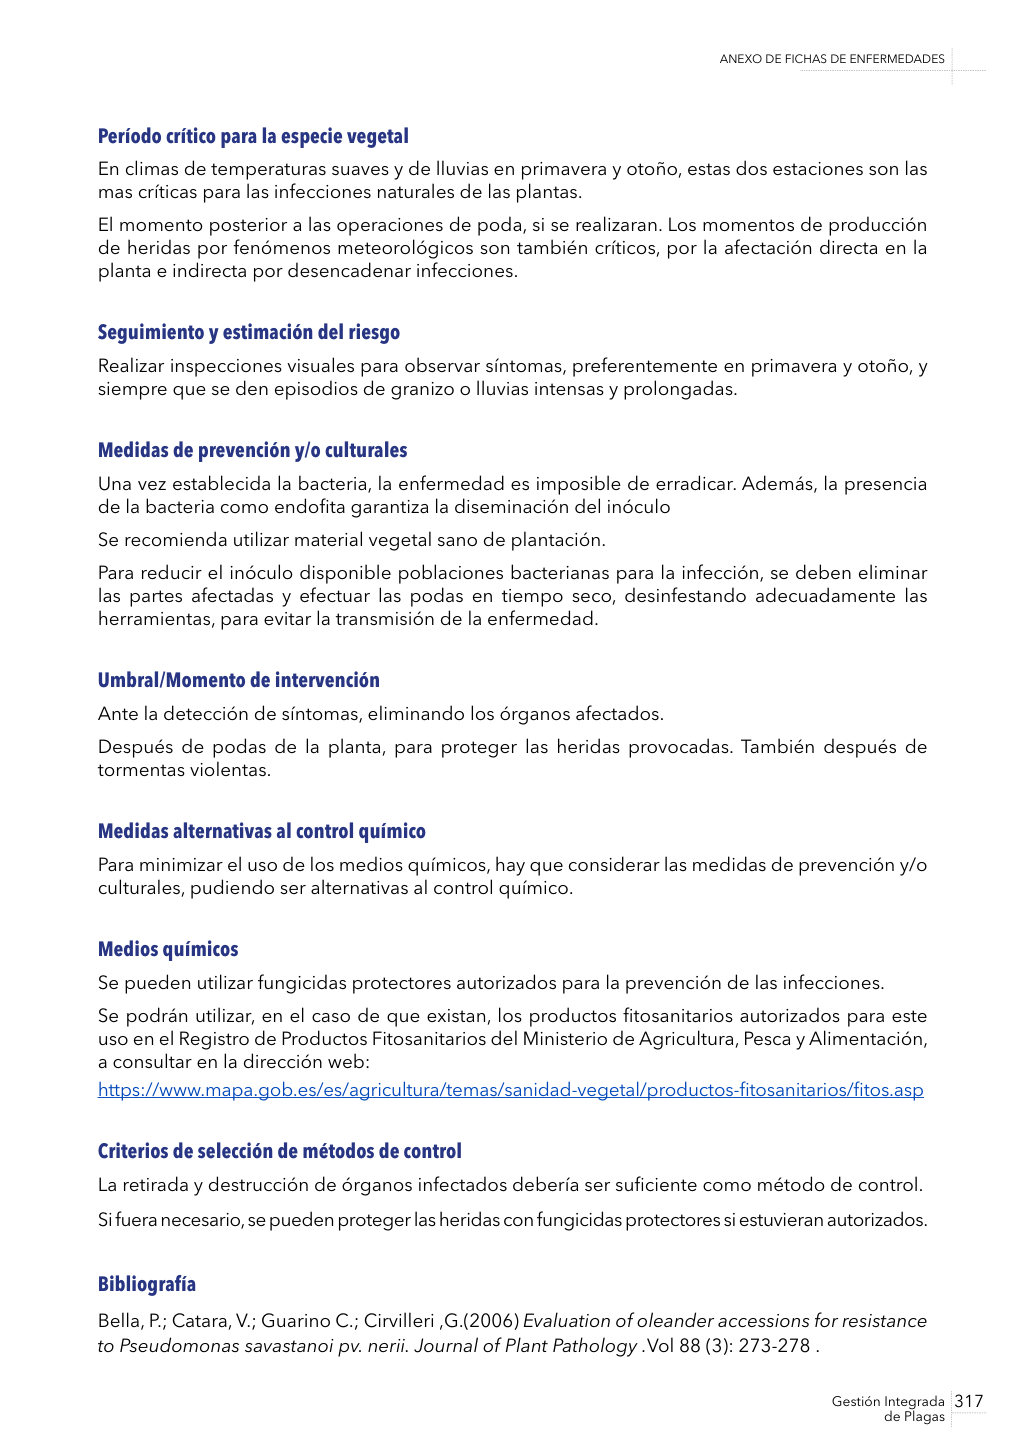 ANEXO DE FICHAS DE ENFERMEDADES
Período crítico para la especie vegetal
En climas de temperaturas suaves y de lluvias en primavera y otoño, estas dos estaciones son las
mas críticas para las infecciones naturales de las plantas.
El momento posterior a las operaciones de poda, si se realizaran. Los momentos de producción
de heridas por fenómenos meteorológicos son también críticos, por la afectación directa en la
planta e indirecta por desencadenar infecciones.
Seguimiento y estimación del riesgo
Realizar inspecciones visuales para observar síntomas, preferentemente en primavera y otoño, y
siempre que se den episodios de granizo o lluvias intensas y prolongadas.
Medidas de prevención y/o culturales
Una vez establecida la bacteria, la enfermedad es imposible de erradicar. Además, la presencia
de la bacteria como endofita garantiza la diseminación del inóculo
Se recomienda utilizar material vegetal sano de plantación.
Para reducir el inóculo disponible poblaciones bacterianas para la infección, se deben eliminar
las partes afectadas y efectuar las podas en tiempo seco, desinfestando adecuadamente las
herramientas, para evitar la transmisión de la enfermedad.
Umbral/Momento de intervención
Ante la detección de síntomas, eliminando los órganos afectados.
Después de podas de la planta, para proteger las heridas provocadas. También después de
tormentas violentas.
Medidas alternativas al control químico
Para minimizar el uso de los medios químicos, hay que considerar las medidas de prevención y/o
culturales, pudiendo ser alternativas al control químico.
Medios químicos
Se pueden utilizar fungicidas protectores autorizados para la prevención de las infecciones.
Se podrán utilizar, en el caso de que existan, los productos fitosanitarios autorizados para este
uso en el Registro de Productos Fitosanitarios del Ministerio de Agricultura, Pesca y Alimentación,
a consultar en la dirección web:
https://www.mapa.gob.es/es/agricultura/temas/sanidad-vegetal/productos-fitosanitarios/fitos.asp
Criterios de selección de métodos de control
La retirada y destrucción de órganos infectados debería ser suficiente como método de control.
Si fuera necesario, se pueden proteger las heridas con fungicidas protectores si estuvieran autorizados.
Bibliografía
Bella, P.; Catara, V.; Guarino C.; Cirvilleri ,G.(2006) Evaluation of oleander accessions for resistance
to Pseudomonas savastanoi pv. nerii. Journal of Plant Pathology .Vol 88 (3): 273-278 .
Gestión Integrada 317
de Plagas